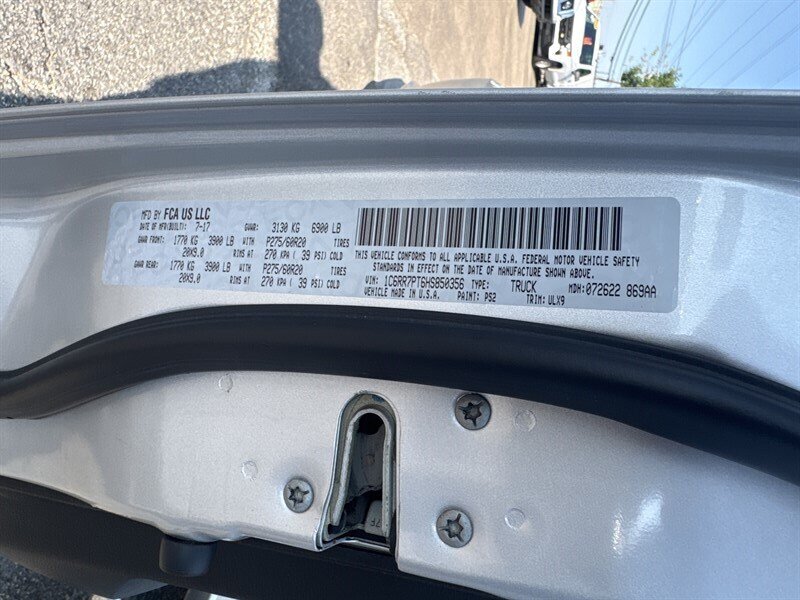 MFD BY FCA US LLC
DATE OF MFR(BUILT): 7-17 GVWR: 3130 KG 6900 LB
GAWR FRONT: 1770 KG 3900 LB WITH P275/60R20 TIRES
20X9.0 RIMS AT 270 KPA ( 39 PSI) COLD
GAWR REAR: 1770 KG 3900 LB WITH P275/60R20 TIRES
20X9.0 RIMS AT 270 KPA ( 39 PSI) COLD
THIS VEHICLE CONFORMS TO ALL APPLICABLE U.S.A. FEDERAL MOTOR VEHICLE SAFETY
STANDARDS IN EFFECT ON THE DATE OF MANUFACTURE SHOWN ABOVE.
VIN: 1C6RR7PT6HS850356 TYPE: TRUCK MDH: 072622 869AA
VEHICLE MADE IN U.S.A. PAINT: PS2 TRIM: ULX9